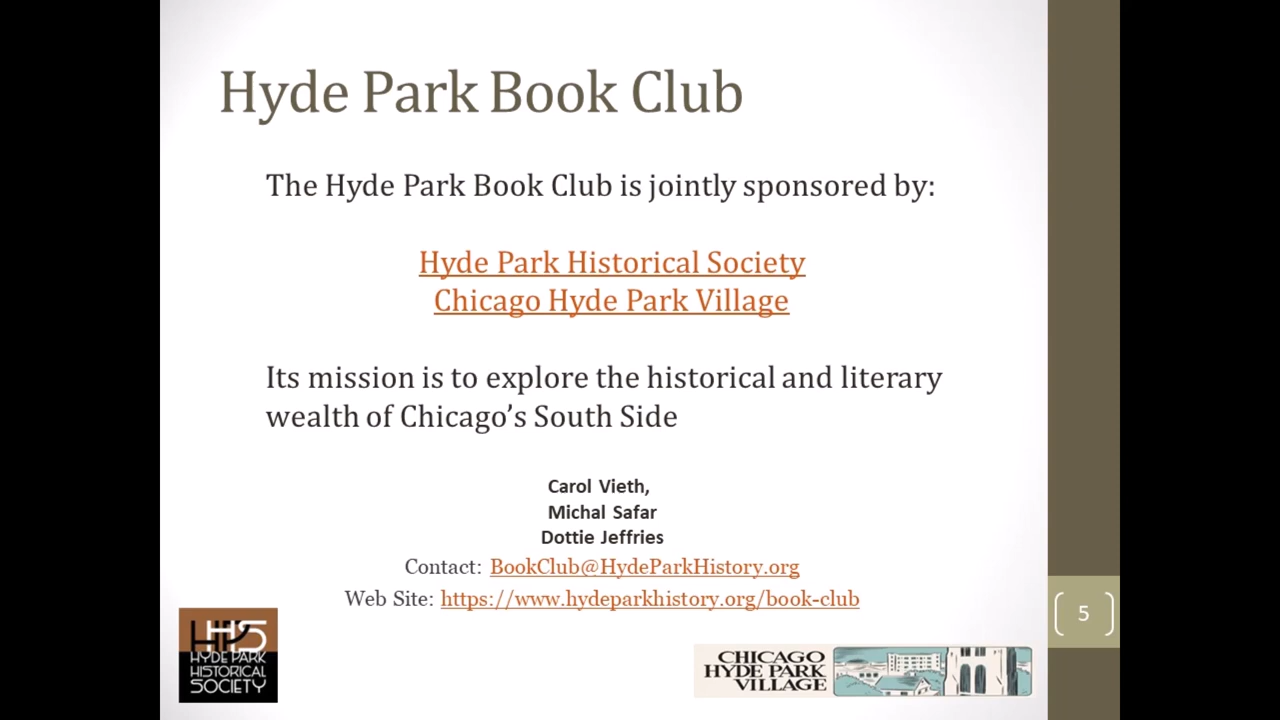 Hyde Park Book Club
The Hyde Park Book Club is jointly sponsored by:
Hyde Park Historical Society
Chicago Hyde Park Village
Its mission is to explore the historical and literary
wealth of Chicago’s South Side
Carol Vieth,
Michal Safar
Dottie Jeffries
Contact: BookClub@HydeParkHistory.org
Web Site: https://www.hydeparkhistory.org/book-club
5
HPHS
HYDE PARK
HISTORICAL
SOCIETY
CHICAGO
HYDE PARK
VILLAGE